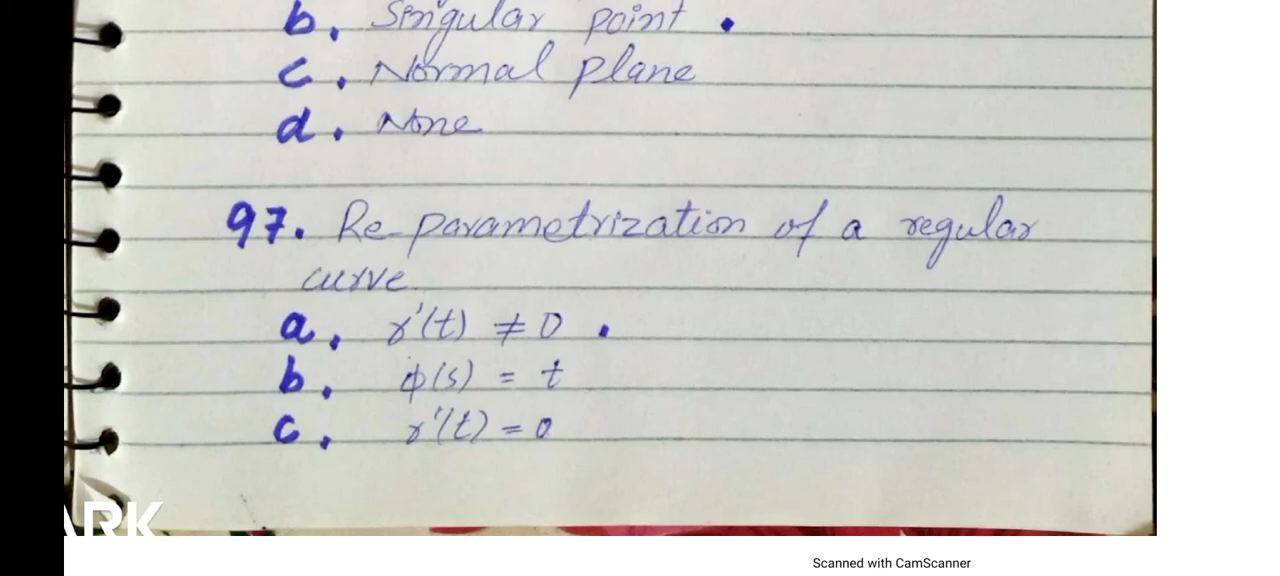 b. Singular point .
c. Normal plane
d. None
97. Re-parametrization of a regular
curve
a. γ'(t) ≠ 0 .
b. φ(s) = t
c. γ'(t) = 0
ARK
Scanned with CamScanner